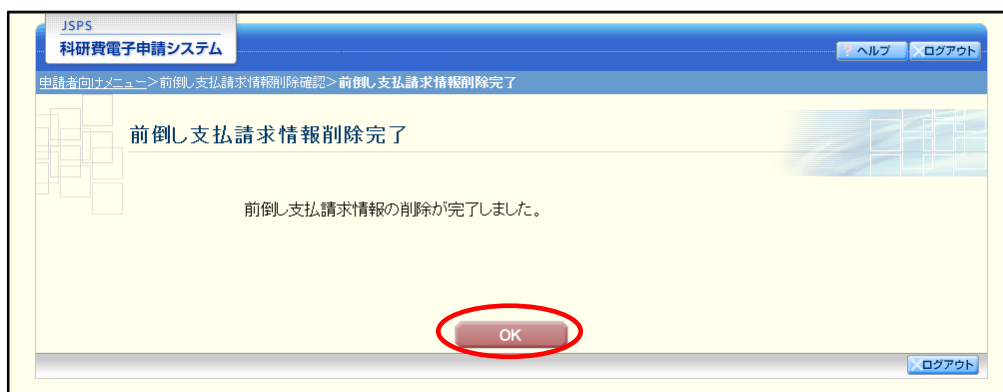 JSPS
科研費電子申請システム
? ヘルプ
ログアウト
申請者向けメニュー>前倒し支払請求情報削除確認>前倒し支払請求情報削除完了
前倒し支払請求情報削除完了
前倒し支払請求情報の削除が完了しました。
OK
ログアウト